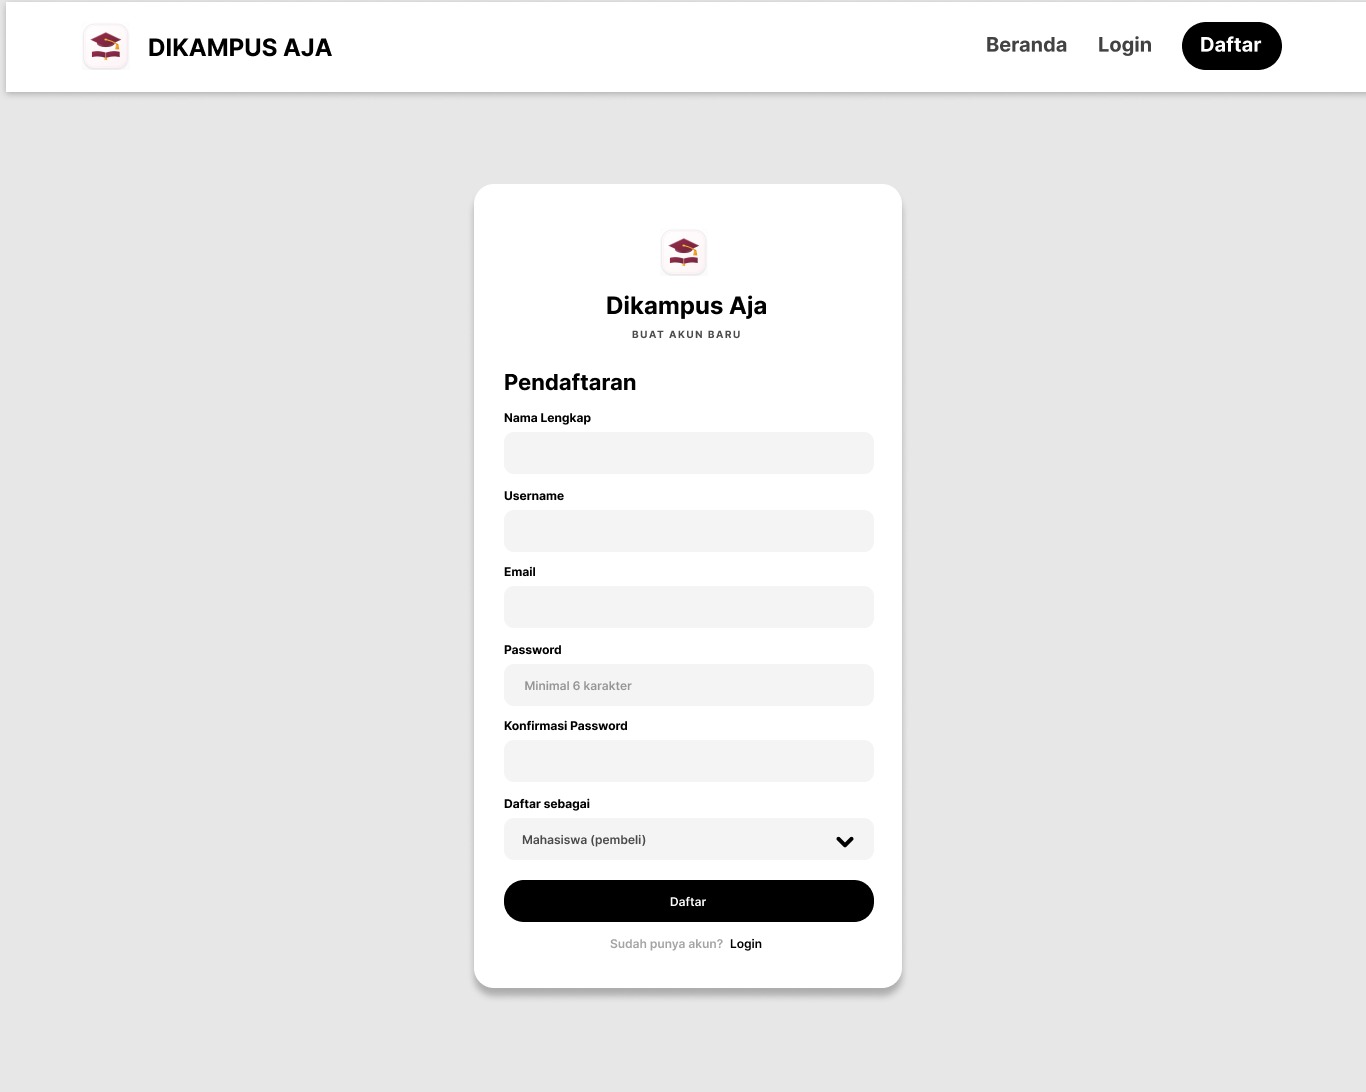 DIKAMPUS AJA
Beranda Login Daftar
Dikampus Aja
BUAT AKUN BARU
Pendaftaran
Nama Lengkap
Username
Email
Password
Minimal 6 karakter
Konfirmasi Password
Daftar sebagai
Mahasiswa (pembeli)
Daftar
Sudah punya akun? Login